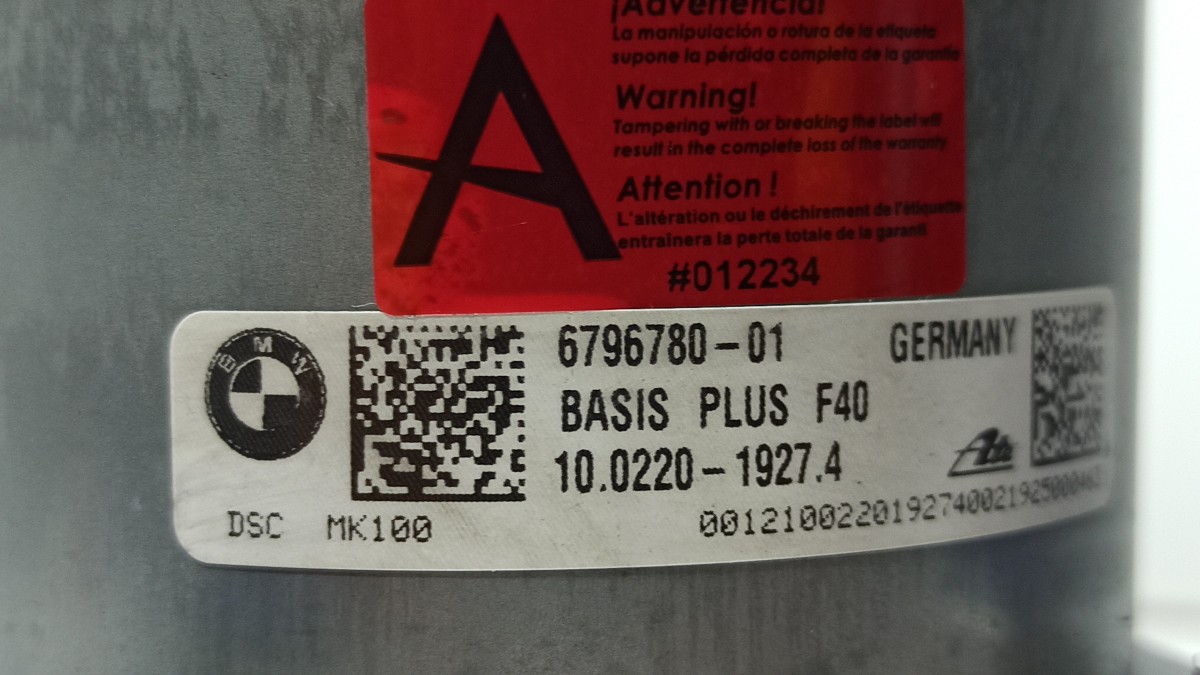 ¡Advertencia!
La manipulación o rotura de la etiqueta
supone la pérdida completa de la garantía
Warning!
Tampering with or breaking the label will
result in the complete loss of the warranty
Attention !
L'altération ou le déchirement de l'étiquette
entraînera la perte totale de la garanti
#012234
BMW
6796780-01
GERMANY
BASIS PLUS F40
10.0220-1927.4
Ate
DSC MK100